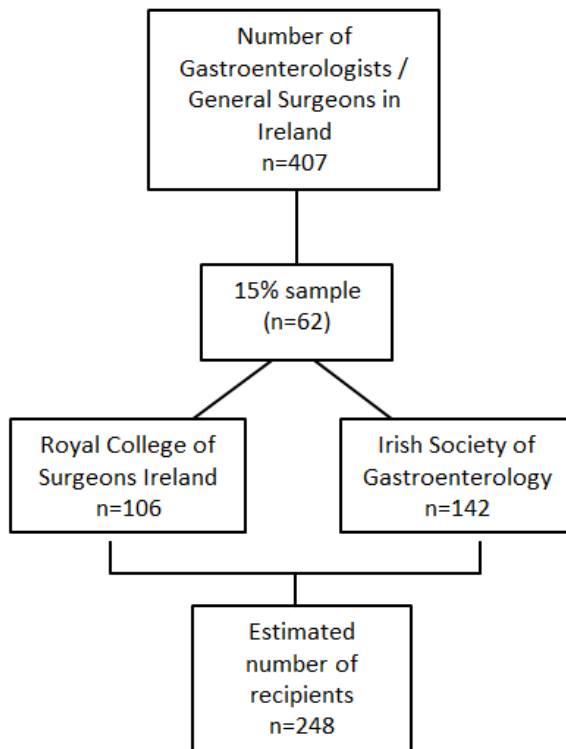 Number of
Gastroenterologists /
General Surgeons in
Ireland
n=407
15% sample
(n=62)
Royal College of
Surgeons Ireland
n=106
Irish Society of
Gastroenterology
n=142
Estimated
number of
recipients
n=248